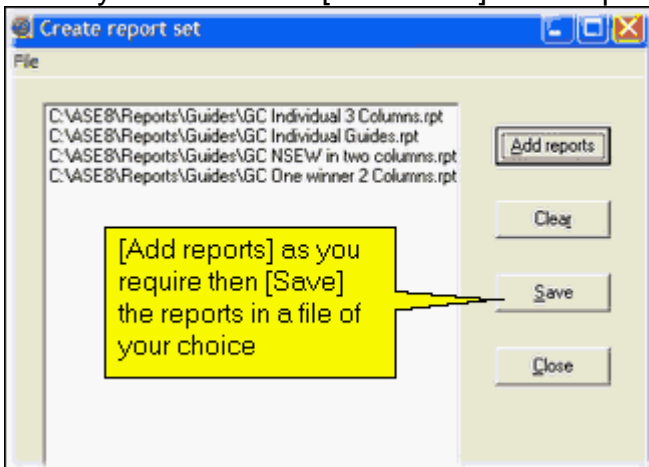 Create report set
File
C:\ASE8\Reports\Guides\GC Individual 3 Columns.rpt
C:\ASE8\Reports\Guides\GC Individual Guides.rpt
C:\ASE8\Reports\Guides\GC NSEW in two columns.rpt
C:\ASE8\Reports\Guides\GC One winner 2 Columns.rpt
Add reports
Clear
[Add reports] as you
require then [Save]
the reports in a file of
your choice
Save
Close